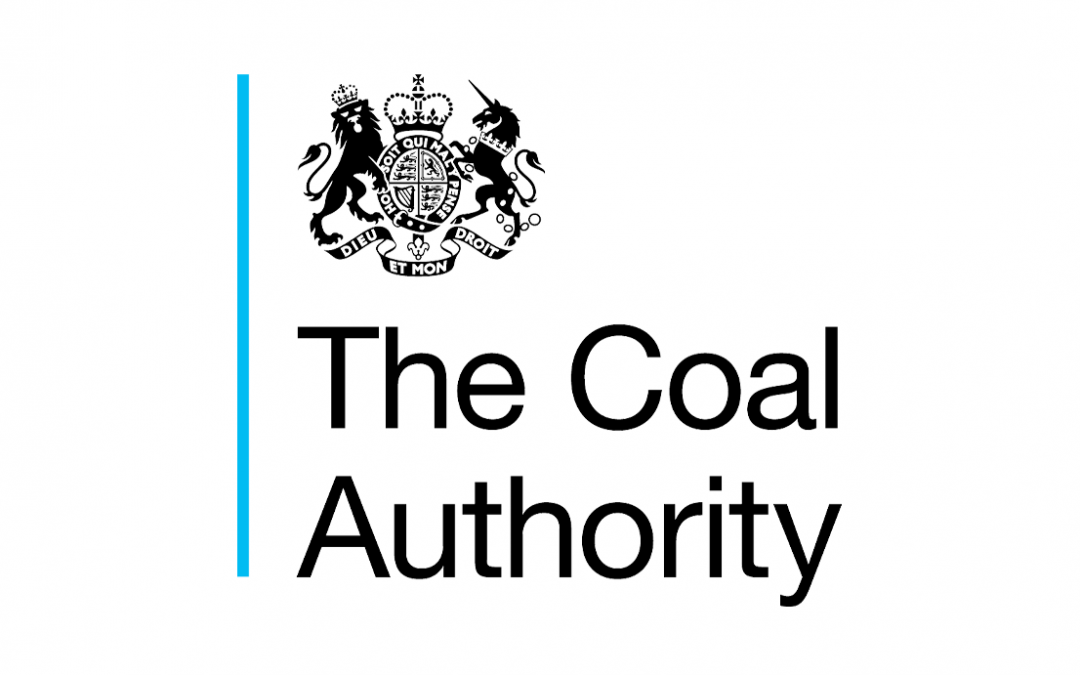 SOIT QUI MAL Y PENSE
HONI
DIEU ET MON DROIT
The Coal
Authority